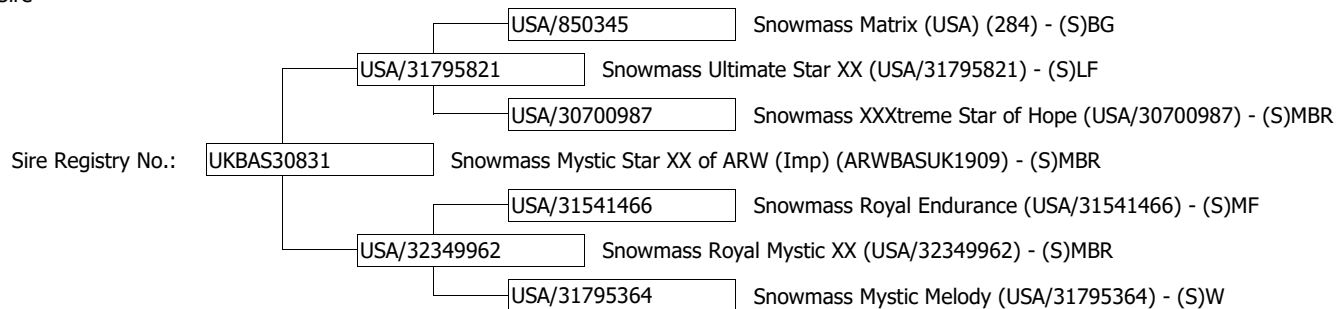 USA/850345 Snowmass Matrix (USA) (284) - (S)BG
USA/31795821 Snowmass Ultimate Star XX (USA/31795821) - (S)LF
USA/30700987 Snowmass XXXtreme Star of Hope (USA/30700987) - (S)MBR
Sire Registry No.: UKBAS30831 Snowmass Mystic Star XX of ARW (Imp) (ARWBASUK1909) - (S)MBR
USA/31541466 Snowmass Royal Endurance (USA/31541466) - (S)MF
USA/32349962 Snowmass Royal Mystic XX (USA/32349962) - (S)MBR
USA/31795364 Snowmass Mystic Melody (USA/31795364) - (S)W